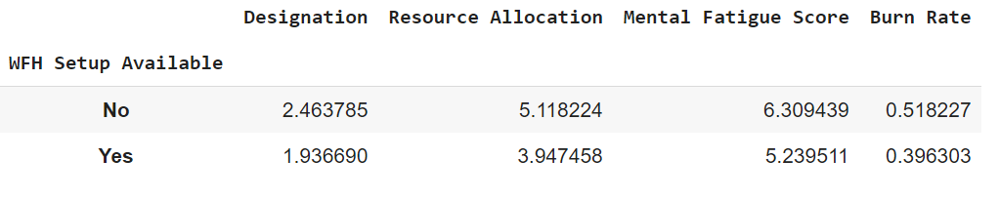 Designation Resource Allocation Mental Fatigue Score Burn Rate
WFH Setup Available
No 2.463785 5.118224 6.309439 0.518227
Yes 1.936690 3.947458 5.239511 0.396303